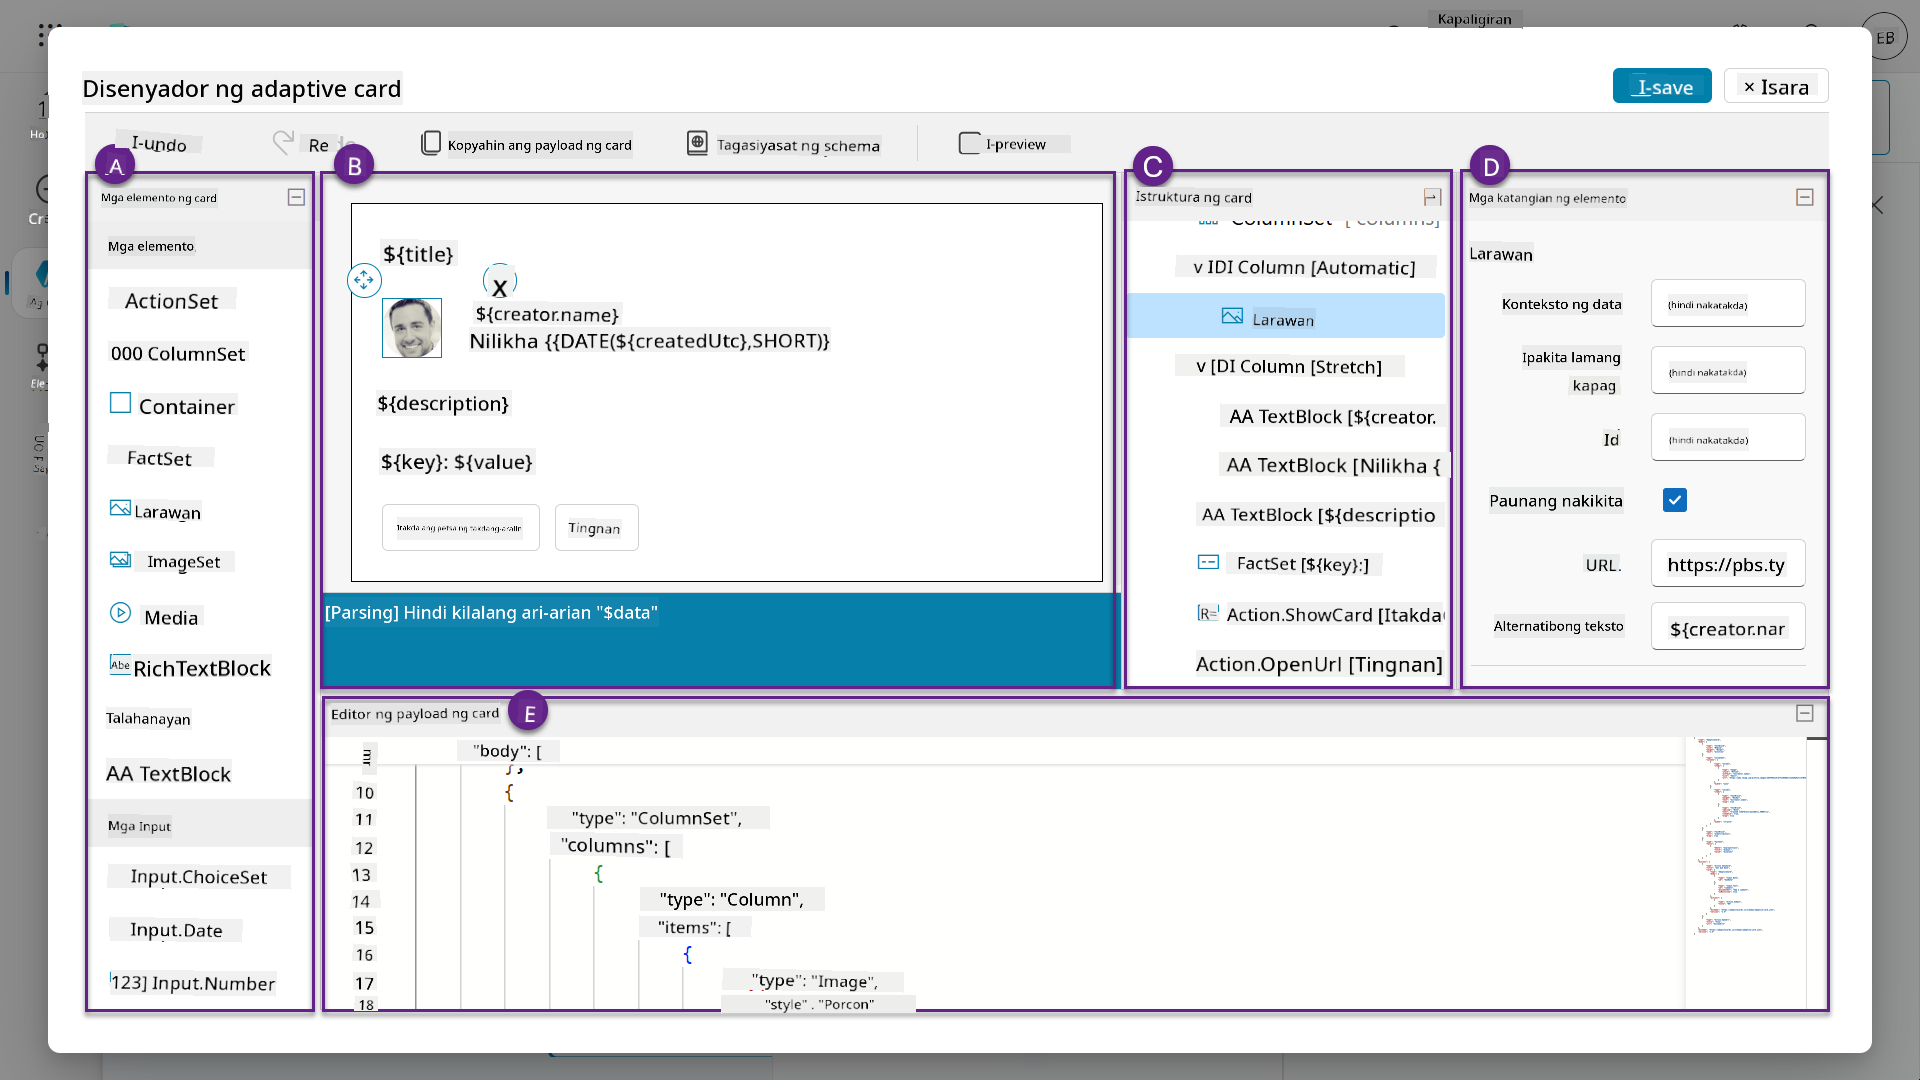 Kapaligiran
EB
Disenyador ng adaptive card
I-save
× Isara
I-undo
Re
Kopyahin ang payload ng card
Tagasiyasat ng schema
I-preview
A
B
C
D
Mga elemento ng card
Mga elemento
ActionSet
000 ColumnSet
Container
FactSet
Larawan
ImageSet
Media
Abc RichTextBlock
Talahanayan
AA TextBlock
Mga Input
Input.ChoiceSet
Input.Date
123] Input.Number
${title}
X
${creator.name}
Nilikha {{DATE(${createdUtc},SHORT)}}
${description}
${key}: ${value}
Itakda ang petsa ng takdang-aralin
Tingnan
[Parsing] Hindi kilalang ari-arian "$data"
Istruktura ng card
ColumnSet [ columns]
v IDI Column [Automatic]
Larawan
v [DI Column [Stretch]
AA TextBlock [${creator.
AA TextBlock [Nilikha {
AA TextBlock [${descriptio
FactSet [${key}:]
R= Action.ShowCard [Itakda
Action.OpenUrl [Tingnan]
Mga katangian ng elemento
Larawan
Konteksto ng data
(hindi nakatakda)
Ipakita lamang kapag
(hindi nakatakda)
Id
(hindi nakatakda)
Paunang nakikita
URL.
https://pbs.ty
Alternatibong teksto
${creator.nar
Editor ng payload ng card
E
"body": [
},
10 {
11 "type": "ColumnSet",
12 "columns": [
13 {
14 "type": "Column",
15 "items": [
16 {
17 "type": "Image",
18 "style" . "Porcon"